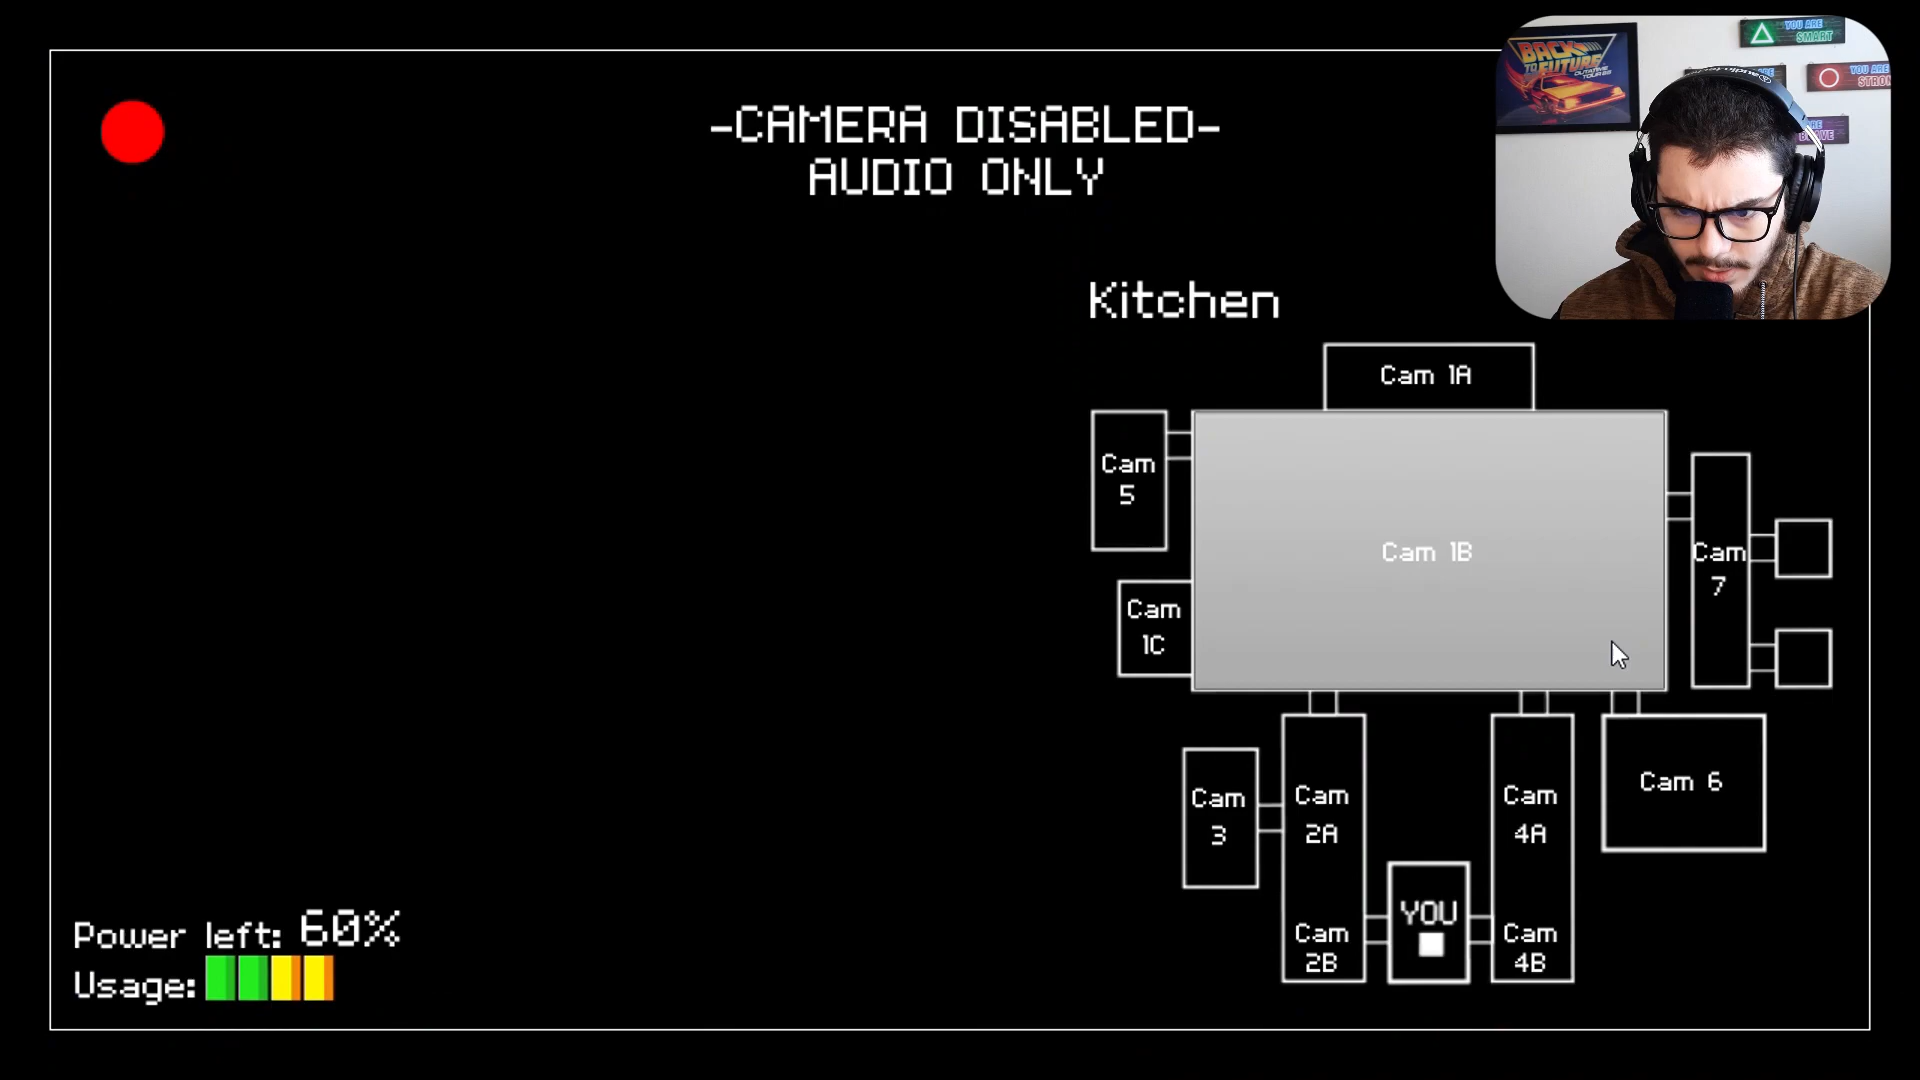 -CAMERA DISABLED-
AUDIO ONLY
BACK
TO
FUTURE
YOU ARE
SMART
YOU ARE
Kitchen
Cam 1A
Cam
5
Cam 1B
Cam
7
Cam
1C
Cam
3
Cam
2A
Cam
4A
Cam 6
YOU
Cam
2B
Cam
4B
Power left: 60%
Usage: